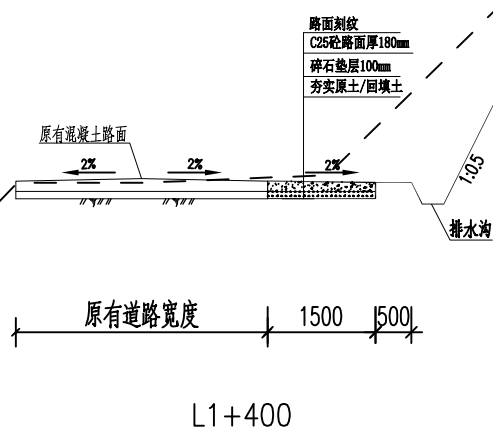 路面刻纹
C25砼路面厚180mm
碎石垫层100mm
夯实原土/回填土
原有混凝土路面
2%
2%
2%
1:0.5
排水沟
原有道路宽度
1500
500
L1+400